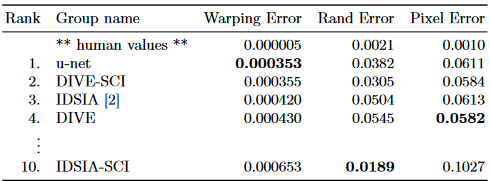 Rank Group name Warping Error Rand Error Pixel Error
** human values ** 0.000005 0.0021 0.0010
1. u-net 0.000353 0.0382 0.0611
2. DIVE-SCI 0.000355 0.0305 0.0584
3. IDSIA [2] 0.000420 0.0504 0.0613
4. DIVE 0.000430 0.0545 0.0582
⋮
10. IDSIA-SCI 0.000653 0.0189 0.1027